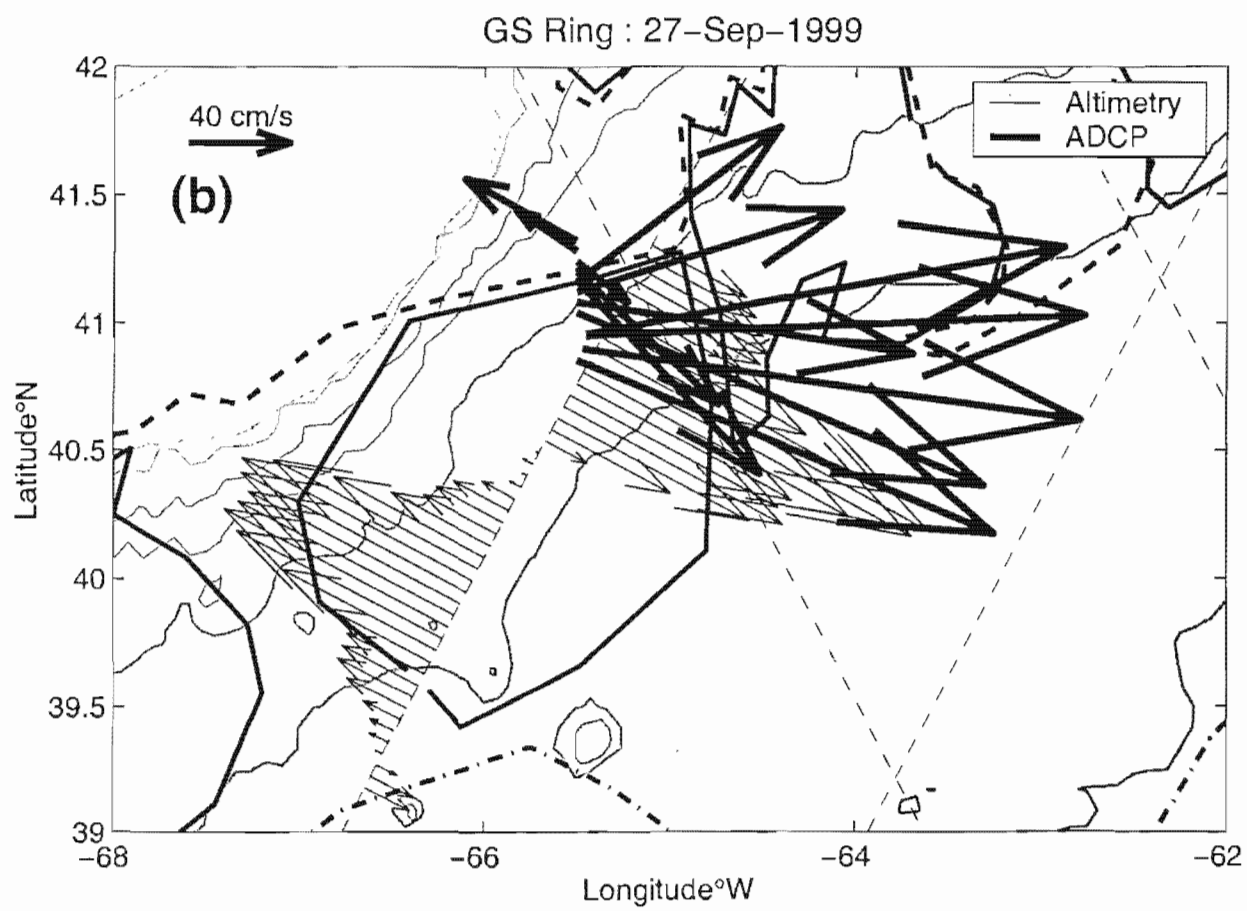 GS Ring : 27−Sep−1999
40 cm/s
(b)
Altimetry
ADCP
42
41.5
41
40.5
40
39.5
39
Latitude°N
−68
−66
−64
−62
Longitude°W